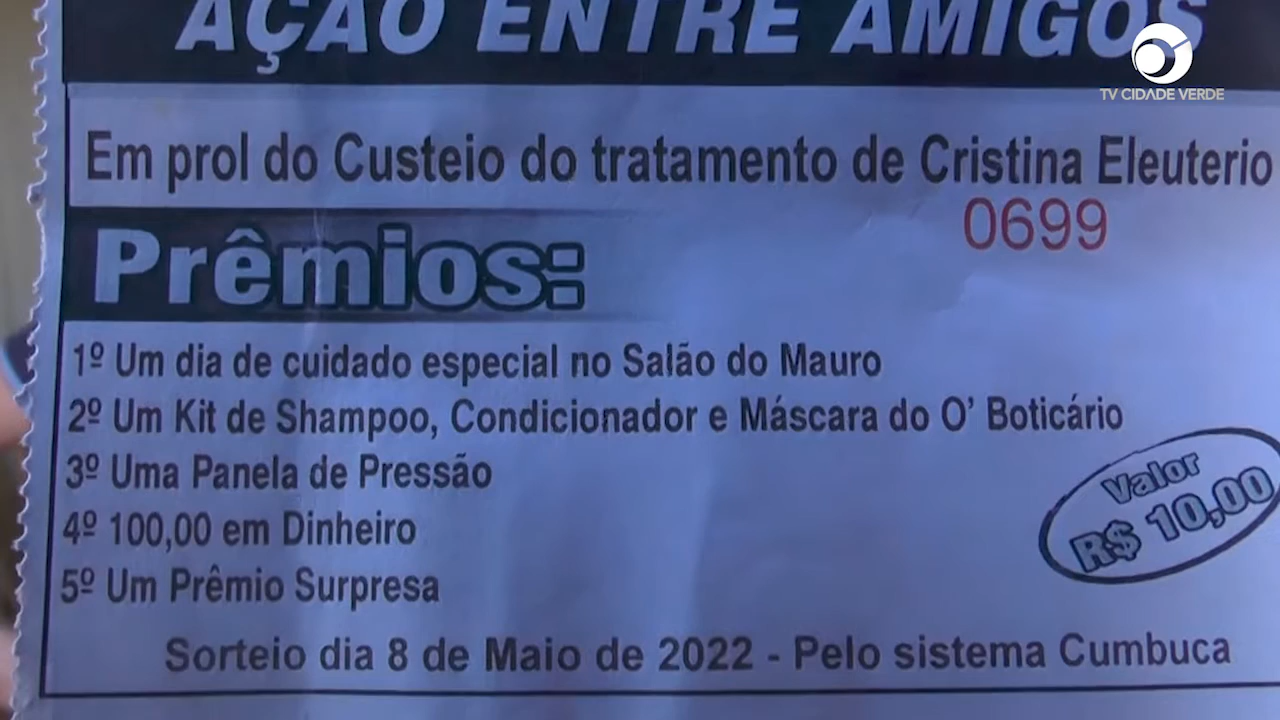 AÇÃO ENTRE AMIGOS
TV CIDADE VERDE
Em prol do Custeio do tratamento de Cristina Eleuterio
0699
Prêmios:
1º Um dia de cuidado especial no Salão do Mauro
2º Um Kit de Shampoo, Condicionador e Máscara do O' Boticário
3º Uma Panela de Pressão
4º 100,00 em Dinheiro
5º Um Prêmio Surpresa
Valor
R$ 10,00
Sorteio dia 8 de Maio de 2022 - Pelo sistema Cumbuca